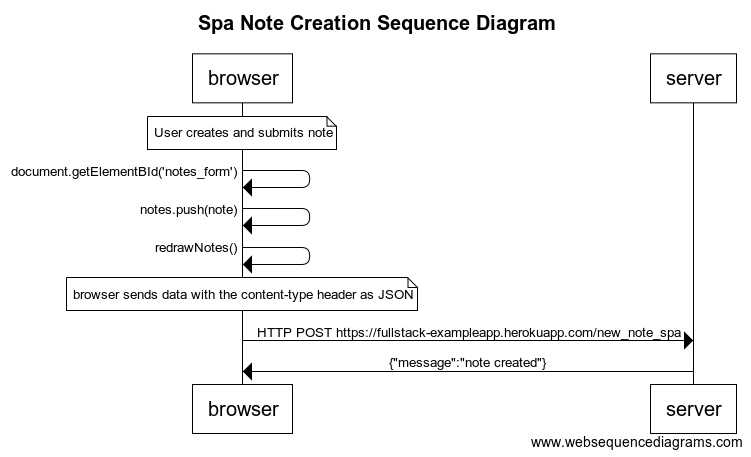 Spa Note Creation Sequence Diagram
browser
server
User creates and submits note
document.getElementBId('notes_form')
notes.push(note)
redrawNotes()
browser sends data with the content-type header as JSON
HTTP POST https://fullstack-exampleapp.herokuapp.com/new_note_spa
{"message":"note created"}
browser
server
www.websequencediagrams.com